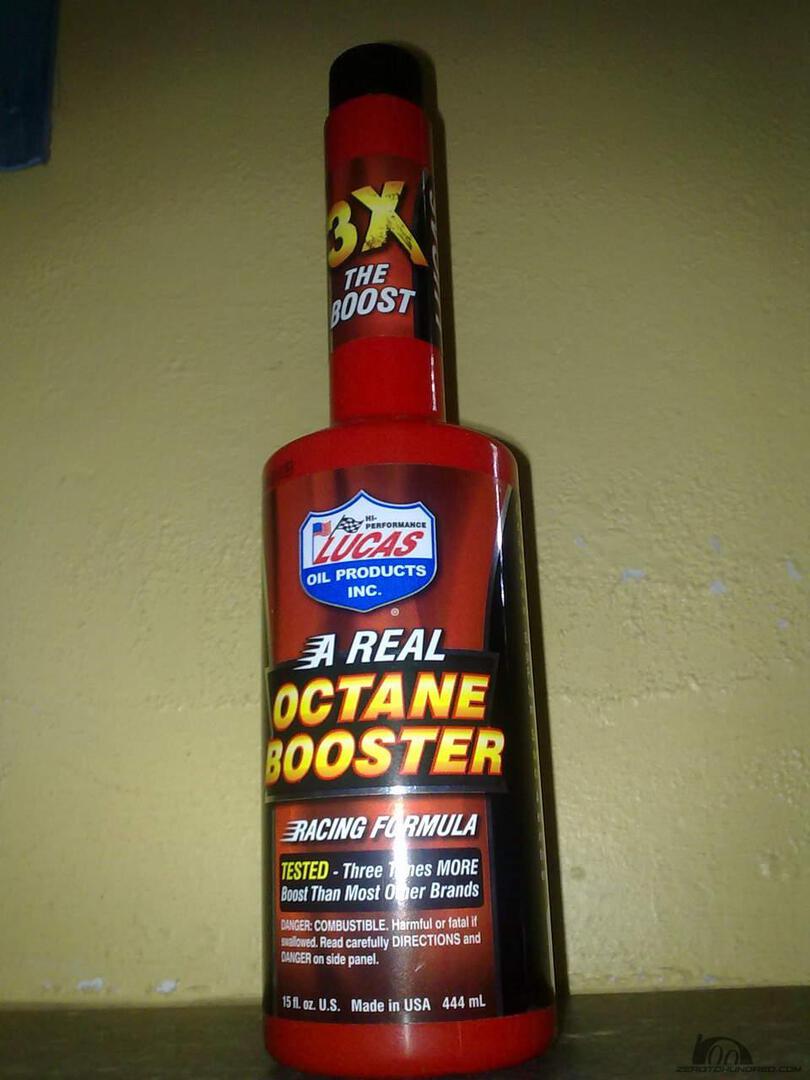 3X
THE
BOOST
HI-
PERFORMANCE
LUCAS
OIL PRODUCTS
INC.
®
A REAL
OCTANE
BOOSTER
RACING FORMULA
TESTED - Three Times MORE
Boost Than Most Other Brands
DANGER: COMBUSTIBLE. Harmful or fatal if
swallowed. Read carefully DIRECTIONS and
DANGER on side panel.
15 fl. oz. U.S. Made in USA 444 mL
ZEROTOHUNDRED.COM